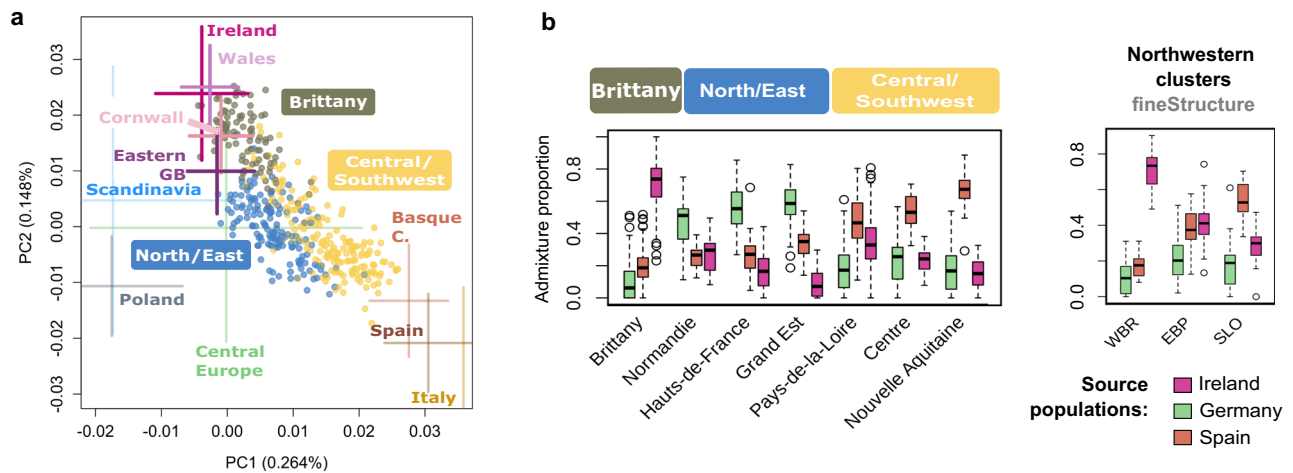 a
PC2 (0.148%)
0.03
0.02
0.01
0.00
-0.01
-0.02
-0.03
-0.02
-0.01
0.00
0.01
0.02
0.03
PC1 (0.264%)
Ireland
Wales
Brittany
Cornwall
Eastern
GB
Central/
Southwest
Scandinavia
Basque
C.
North/East
Poland
Spain
Central
Europe
Italy
b
Brittany
North/East
Central/
Southwest
Admixture proportion
0.8
0.4
0.0
Brittany
Normandie
Hauts-de-France
Grand Est
Pays-de-la-Loire
Centre
Nouvelle Aquitaine
Northwestern
clusters
fineStructure
0.8
0.4
0.0
WBR
EBP
SLO
Source
populations:
Ireland
Germany
Spain